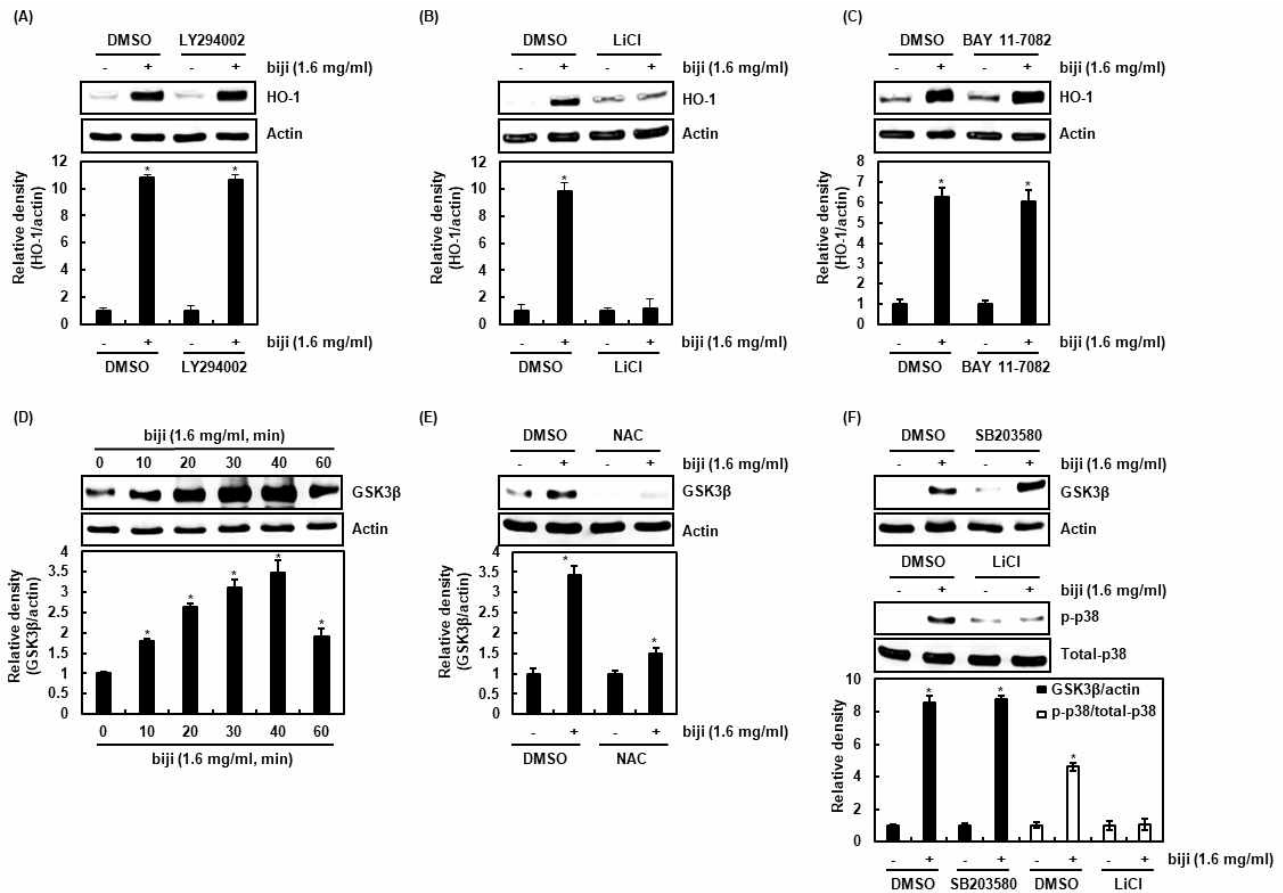 (A)
DMSO LY294002
- + - + biji (1.6 mg/ml)
HO-1
Actin
Relative density
(HO-1/actin)
12
10
8
6
4
2
0
* *
- + - + biji (1.6 mg/ml)
DMSO LY294002
(B)
DMSO LiCl
- + - + biji (1.6 mg/ml)
HO-1
Actin
Relative density
(HO-1/actin)
12
10
8
6
4
2
0
*
- + - + biji (1.6 mg/ml)
DMSO LiCl
(C)
DMSO BAY 11-7082
- + - + biji (1.6 mg/ml)
HO-1
Actin
Relative density
(HO-1/actin)
8
7
6
5
4
3
2
1
0
* *
- + - + biji (1.6 mg/ml)
DMSO BAY 11-7082
(D)
biji (1.6 mg/ml, min)
0 10 20 30 40 60
GSK3β
Actin
Relative density
(GSK3β/actin)
4
3.5
3
2.5
2
1.5
1
0.5
0
* * * * *
0 10 20 30 40 60
biji (1.6 mg/ml, min)
(E)
DMSO NAC
- + - + biji (1.6 mg/ml)
GSK3β
Actin
Relative density
(GSK3β/actin)
4
3.5
3
2.5
2
1.5
1
0.5
0
* *
- + - + biji (1.6 mg/ml)
DMSO NAC
(F)
DMSO SB203580
- + - + biji (1.6 mg/ml)
GSK3β
Actin
DMSO LiCl
- + - + biji (1.6 mg/ml)
p-p38
Total-p38
Relative density
10
8
6
4
2
0
GSK3β/actin
p-p38/total-p38
* * *
- + - + - + - + biji (1.6 mg/ml)
DMSO SB203580 DMSO LiCl